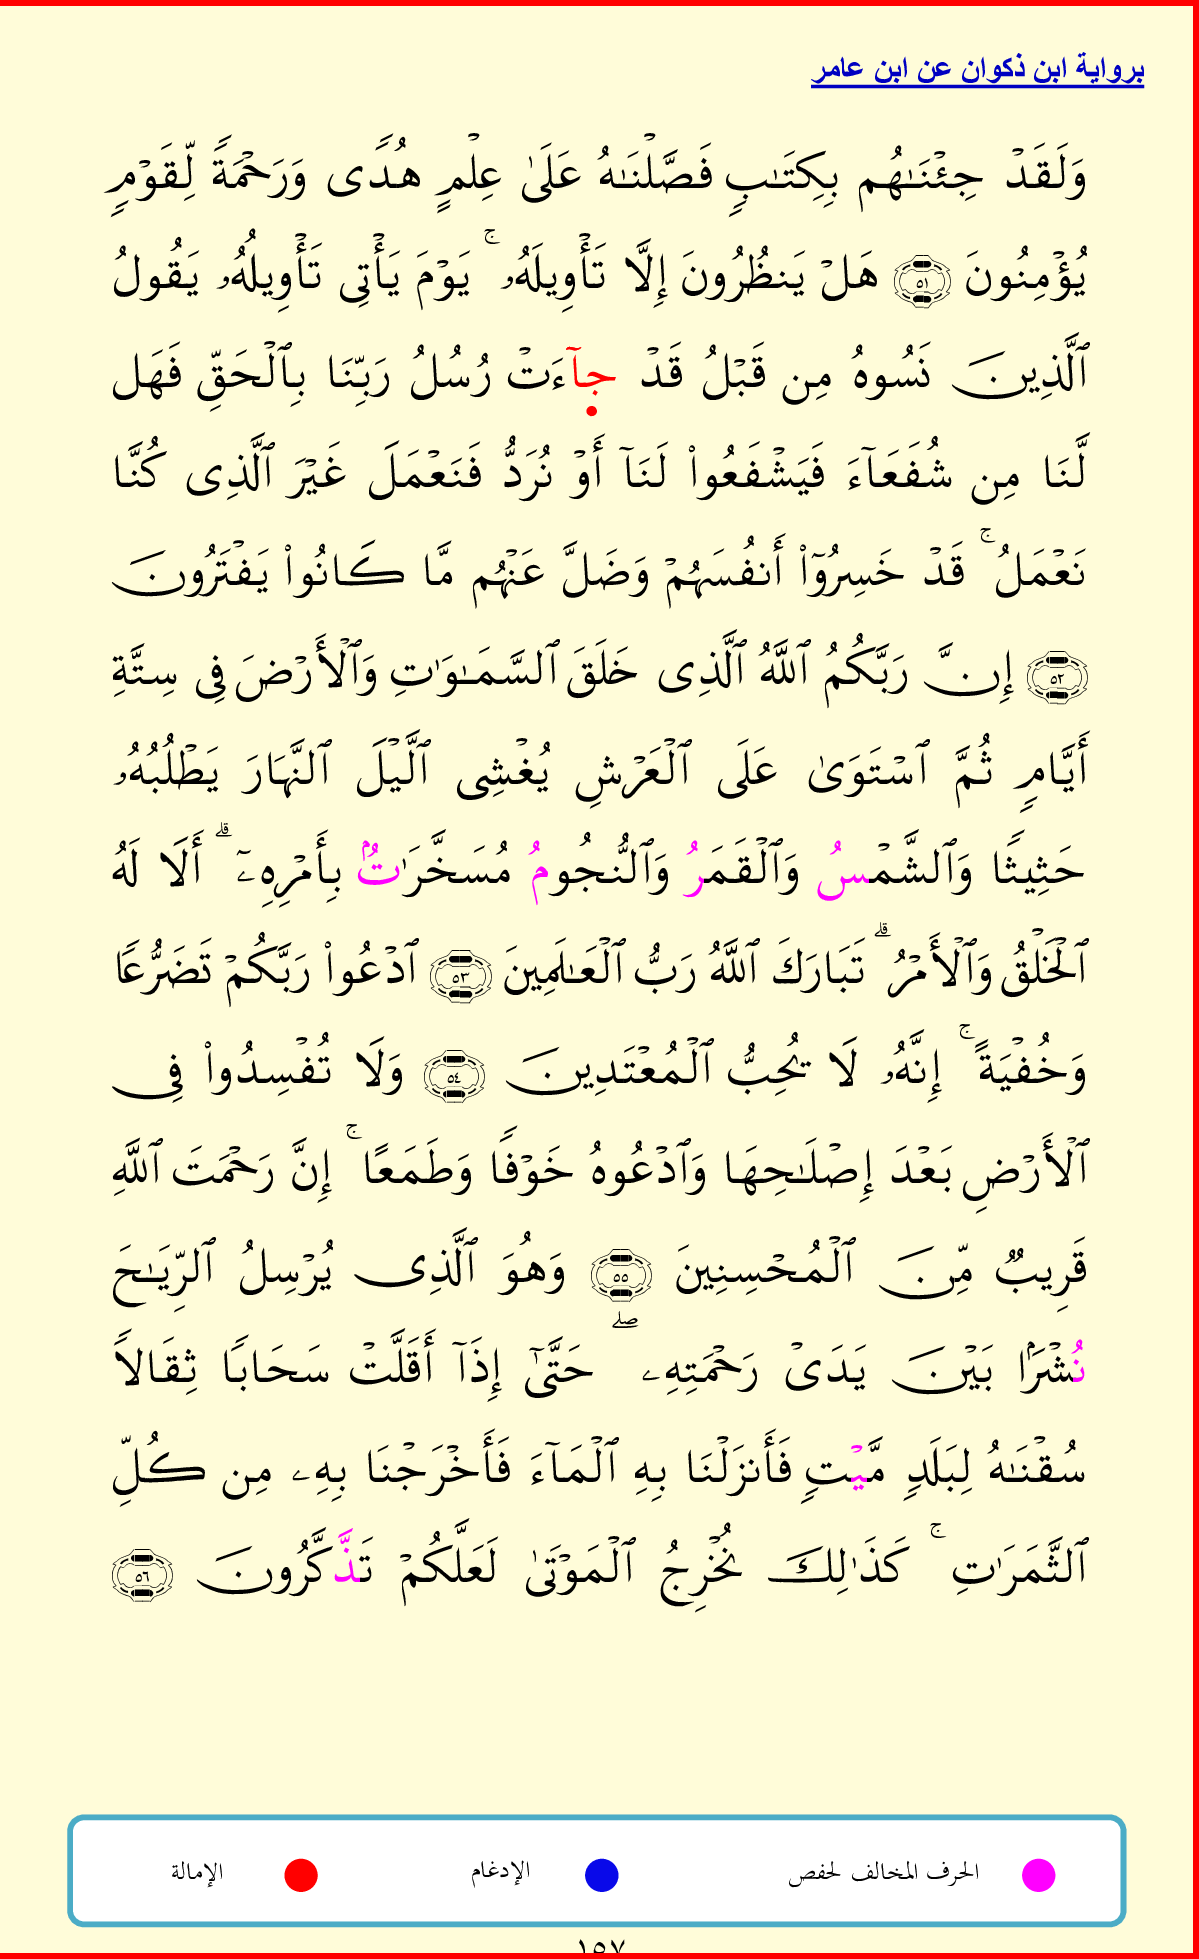 برواية ابن ذكوان عن ابن عامر
وَلَقَدۡ جِئۡنَٰهُم بِكِتَٰبٖ فَصَّلۡنَٰهُ عَلَىٰ عِلۡمٍ هُدٗى وَرَحۡمَةٗ لِّقَوۡمٖ
يُؤۡمِنُونَ ٥١ هَلۡ يَنظُرُونَ إِلَّا تَأۡوِيلَهُۥۚ يَوۡمَ يَأۡتِي تَأۡوِيلُهُۥ يَقُولُ
ٱلَّذِينَ نَسُوهُ مِن قَبۡلُ قَدۡ جَآءَتۡ رُسُلُ رَبِّنَا بِٱلۡحَقِّ فَهَل
لَّنَا مِن شُفَعَآءَ فَيَشۡفَعُواْ لَنَآ أَوۡ نُرَدُّ فَنَعۡمَلَ غَيۡرَ ٱلَّذِي كُنَّا
نَعۡمَلُۚ قَدۡ خَسِرُوٓاْ أَنفُسَهُمۡ وَضَلَّ عَنۡهُم مَّا كَانُواْ يَفۡتَرُونَ
٥٢ إِنَّ رَبَّكُمُ ٱللَّهُ ٱلَّذِي خَلَقَ ٱلسَّمَٰوَٰتِ وَٱلۡأَرۡضَ فِي سِتَّةِ
أَيَّامٖ ثُمَّ ٱسۡتَوَىٰ عَلَى ٱلۡعَرۡشِ يُغۡشِي ٱلَّيۡلَ ٱلنَّهَارَ يَطۡلُبُهُۥ
حَثِيثٗا وَٱلشَّمۡسُ وَٱلۡقَمَرُ وَٱلنُّجُومُ مُسَخَّرَٰتُۢ بِأَمۡرِهِۦٓۗ أَلَا لَهُ
ٱلۡخَلۡقُ وَٱلۡأَمۡرُۗ تَبَارَكَ ٱللَّهُ رَبُّ ٱلۡعَٰلَمِينَ ٥٣ ٱدۡعُواْ رَبَّكُمۡ تَضَرُّعٗا
وَخُفۡيَةًۚ إِنَّهُۥ لَا يُحِبُّ ٱلۡمُعۡتَدِينَ ٥٤ وَلَا تُفۡسِدُواْ فِي
ٱلۡأَرۡضِ بَعۡدَ إِصۡلَٰحِهَا وَٱدۡعُوهُ خَوۡفٗا وَطَمَعًاۚ إِنَّ رَحۡمَتَ ٱللَّهِ
قَرِيبٞ مِّنَ ٱلۡمُحۡسِنِينَ ٥٥ وَهُوَ ٱلَّذِي يُرۡسِلُ ٱلرِّيَٰحَ
نُشۡرَۢا بَيۡنَ يَدَيۡ رَحۡمَتِهِۦۖ حَتَّىٰٓ إِذَآ أَقَلَّتۡ سَحَابٗا ثِقَالٗا
سُقۡنَٰهُ لِبَلَدٖ مَّيۡتٖ فَأَنزَلۡنَا بِهِ ٱلۡمَآءَ فَأَخۡرَجۡنَا بِهِۦ مِن كُلِّ
ٱلثَّمَرَٰتِۚ كَذَٰلِكَ نُخۡرِجُ ٱلۡمَوۡتَىٰ لَعَلَّكُمۡ تَذَّكَّرُونَ ٥٦
الحرف المخالف لحفص الإدغام الإمالة
١٥٧